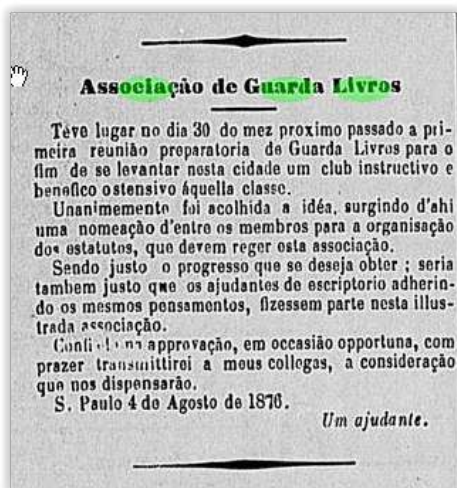 Associação de Guarda Livros
Teve lugar no dia 30 do mez proximo passado a pri-
meira reunião preparatoria de Guarda Livros para o
fim de se levantar nesta cidade um club instructivo e
benefico ostensivo áquella classe.
Unanimemente foi acolhida a idéa, surgindo d'ahi
uma nomeação d'entre os membros para a organisação
dos estatutos, que devem reger esta associação.
Sendo justo o progresso que se deseja obter ; seria
tambem justo que os ajudantes de escriptorio adherin-
do os mesmos pensamentos, fizessem parte nesta illus-
trada associação.
approvação, em occasião opportuna, com
prazer transmittirei a meus collegas, a consideração
que nos dispensarão.
S. Paulo 4 de Agosto de 1876.
Um ajudante.